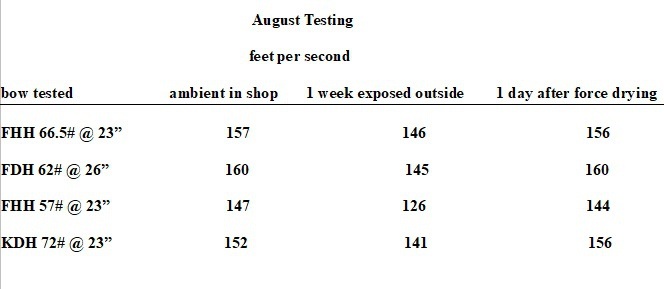 August Testing
feet per second
bow tested ambient in shop 1 week exposed outside 1 day after force drying
FHH 66.5# @ 23” 157 146 156
FDH 62# @ 26” 160 145 160
FHH 57# @ 23” 147 126 144
KDH 72# @ 23” 152 141 156